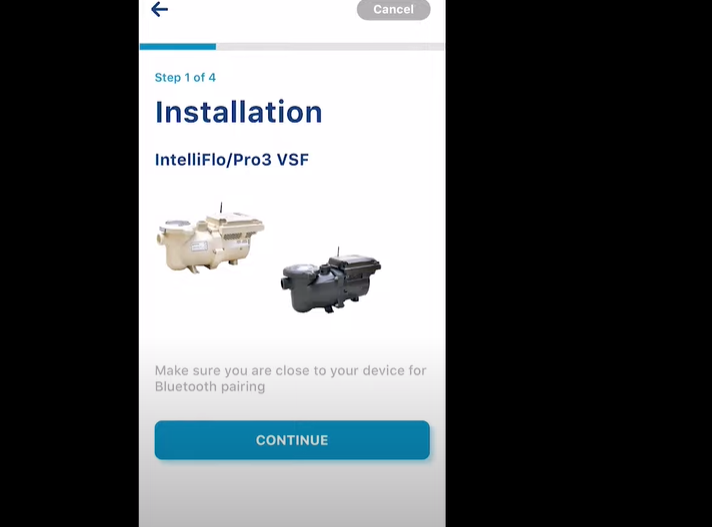 Cancel
Step 1 of 4
Installation
IntelliFlo/Pro3 VSF
Make sure you are close to your device for
Bluetooth pairing
CONTINUE